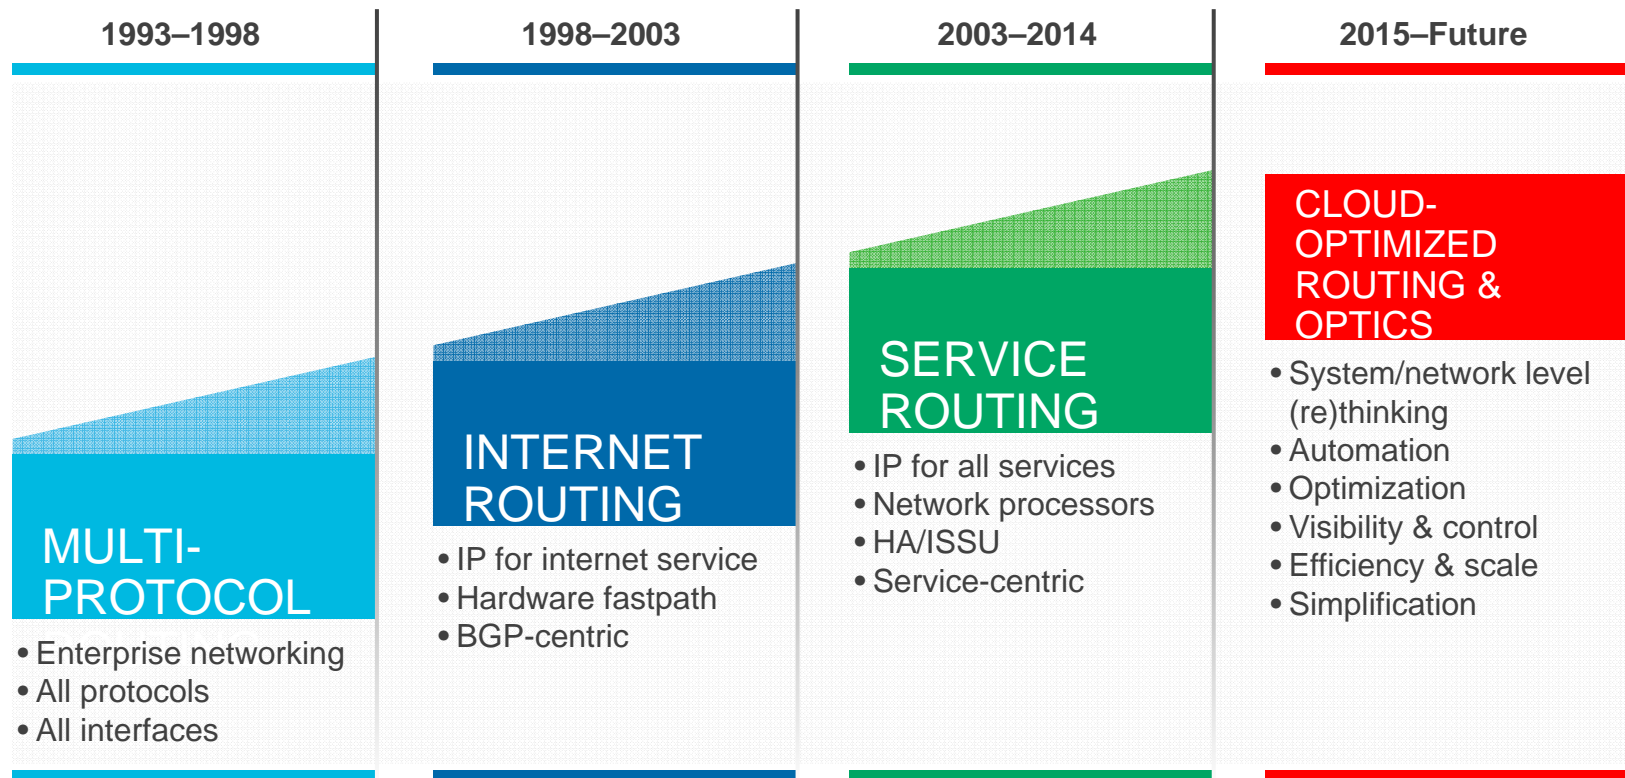 1993–1998
MULTI-
PROTOCOL
• Enterprise networking
• All protocols
• All interfaces
1998–2003
INTERNET
ROUTING
• IP for internet service
• Hardware fastpath
• BGP-centric
2003–2014
SERVICE
ROUTING
• IP for all services
• Network processors
• HA/ISSU
• Service-centric
2015–Future
CLOUD-
OPTIMIZED
ROUTING &
OPTICS
• System/network level
(re)thinking
• Automation
• Optimization
• Visibility & control
• Efficiency & scale
• Simplification